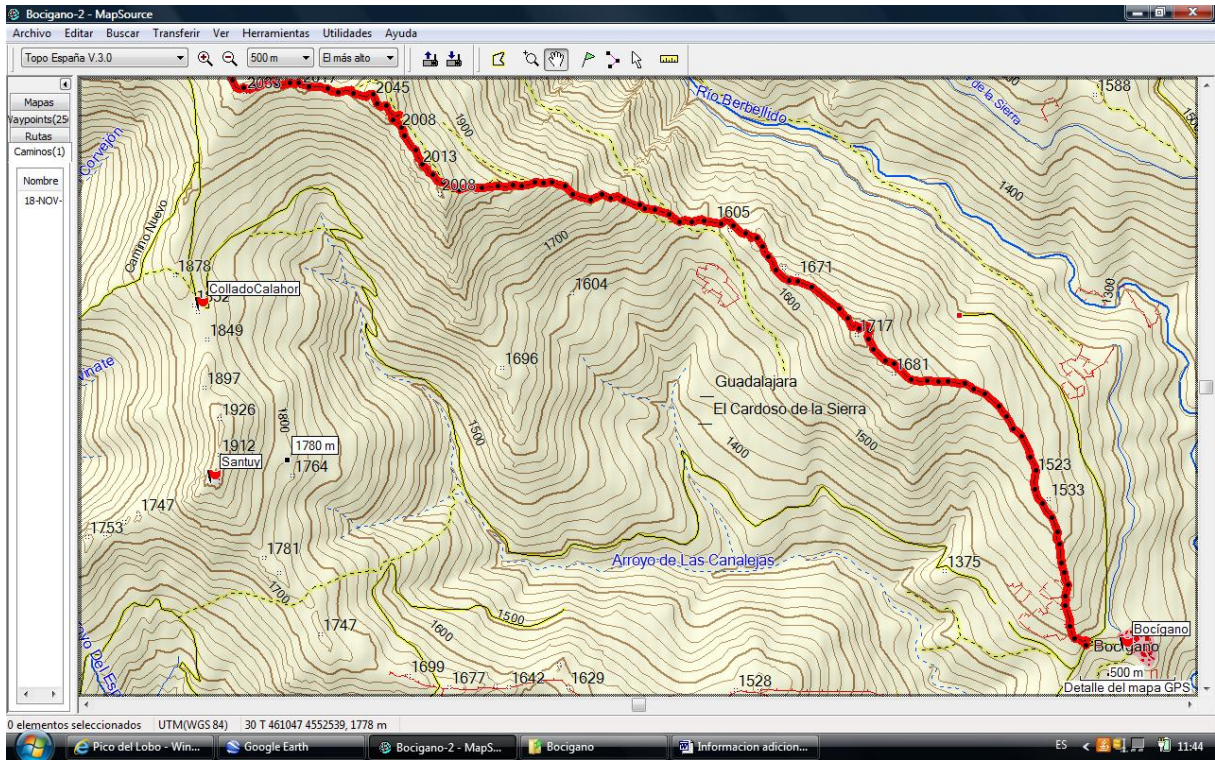 Bocigano-2 - MapSource
Archivo Editar Buscar Transferir Ver Herramientas Utilidades Ayuda
Topo España V.3.0 500 m El más alto
Mapas
Waypoints(25
Rutas
Caminos(1)
Nombre
18-NOV-
2045
1588
Río Berbellido
de la Sierra
2008
1900
Corvejón
2013
2008
1400
Camino Nuevo
1605
1700
1878
1671
ColladoCalahor
1604
1600
1300
1849
1717
1696
1681
1897
Guadalajara
1926
1800
El Cardoso de la Sierra
1500
1500
1912
1780 m
1400
Santuy
1764
1523
1533
1747
1753
1781
Arroyo de Las Canalejas
1375
1700
1747
1500
1600
Bocígano
Bocígano
1699
1677
1642
1629
1528
500 m
Detalle del mapa GPS
0 elementos seleccionados UTM(WGS 84) 30 T 461047 4552539, 1778 m
Pico del Lobo - Win... Google Earth Bocigano-2 - MapS... Bocigano Informacion adicion... ES 11:44